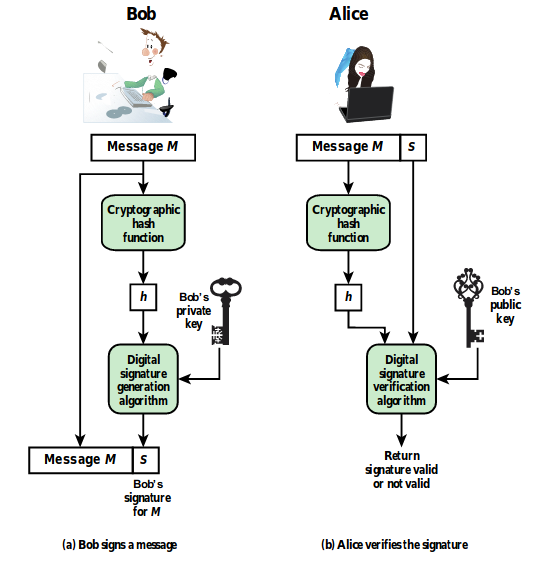 Bob
Message M
Cryptographic
hash
function
h
Bob's
private
key
Digital
signature
generation
algorithm
Message M S
Bob's
signature
for M
(a) Bob signs a message
Alice
Message M S
Cryptographic
hash
function
h
Bob's
public
key
Digital
signature
verification
algorithm
Return
signature valid
or not valid
(b) Alice verifies the signature